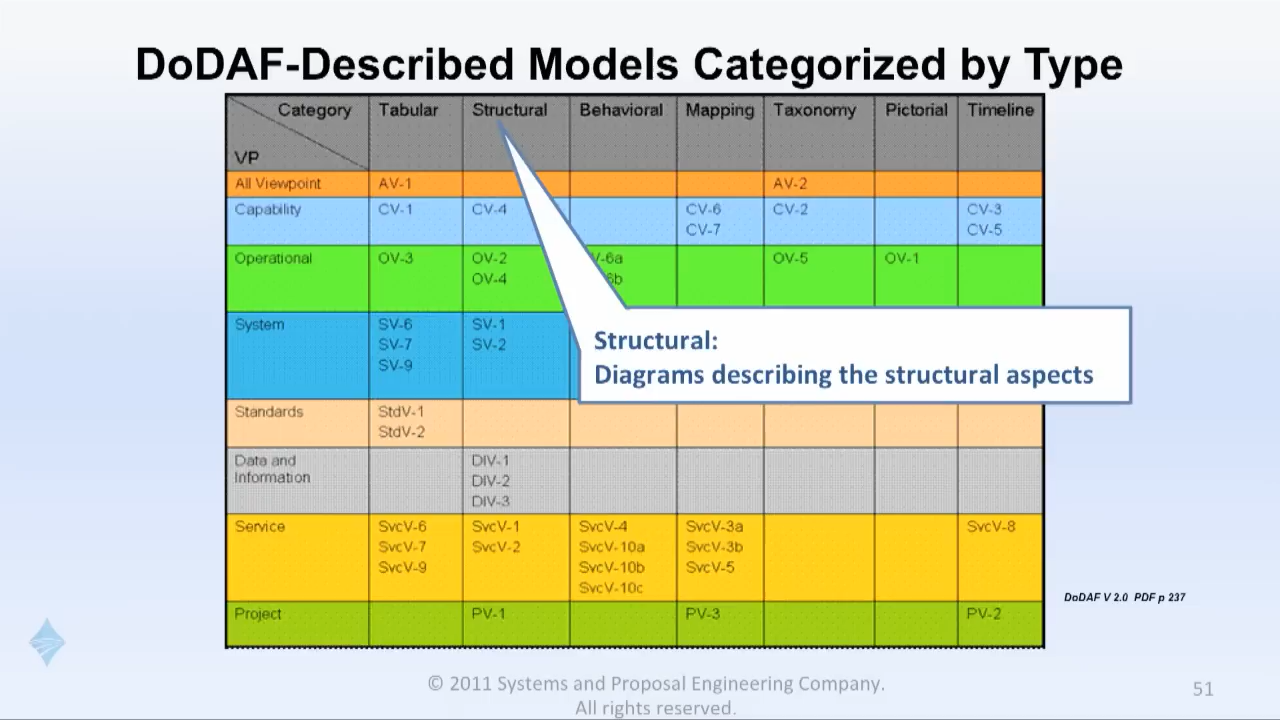 DoDAF-Described Models Categorized by Type
Category Tabular Structural Behavioral Mapping Taxonomy Pictorial Timeline
VP
All Viewpoint AV-1 AV-2
Capability CV-1 CV-4 CV-6 CV-2 CV-3
CV-7 CV-5
Operational OV-3 OV-2 V-6a OV-5 OV-1
OV-4 6b
System SV-6 SV-1
SV-7 SV-2
SV-9
Structural:
Diagrams describing the structural aspects
Standards StdV-1
StdV-2
Data and DIV-1
Information DIV-2
DIV-3
Service SvcV-6 SvcV-1 SvcV-4 SvcV-3a SvcV-8
SvcV-7 SvcV-2 SvcV-10a SvcV-3b
SvcV-9 SvcV-10b SvcV-5
SvcV-10c
DoDAF V 2.0 PDF p 237
Project PV-1 PV-3 PV-2
© 2011 Systems and Proposal Engineering Company.
All rights reserved.
51